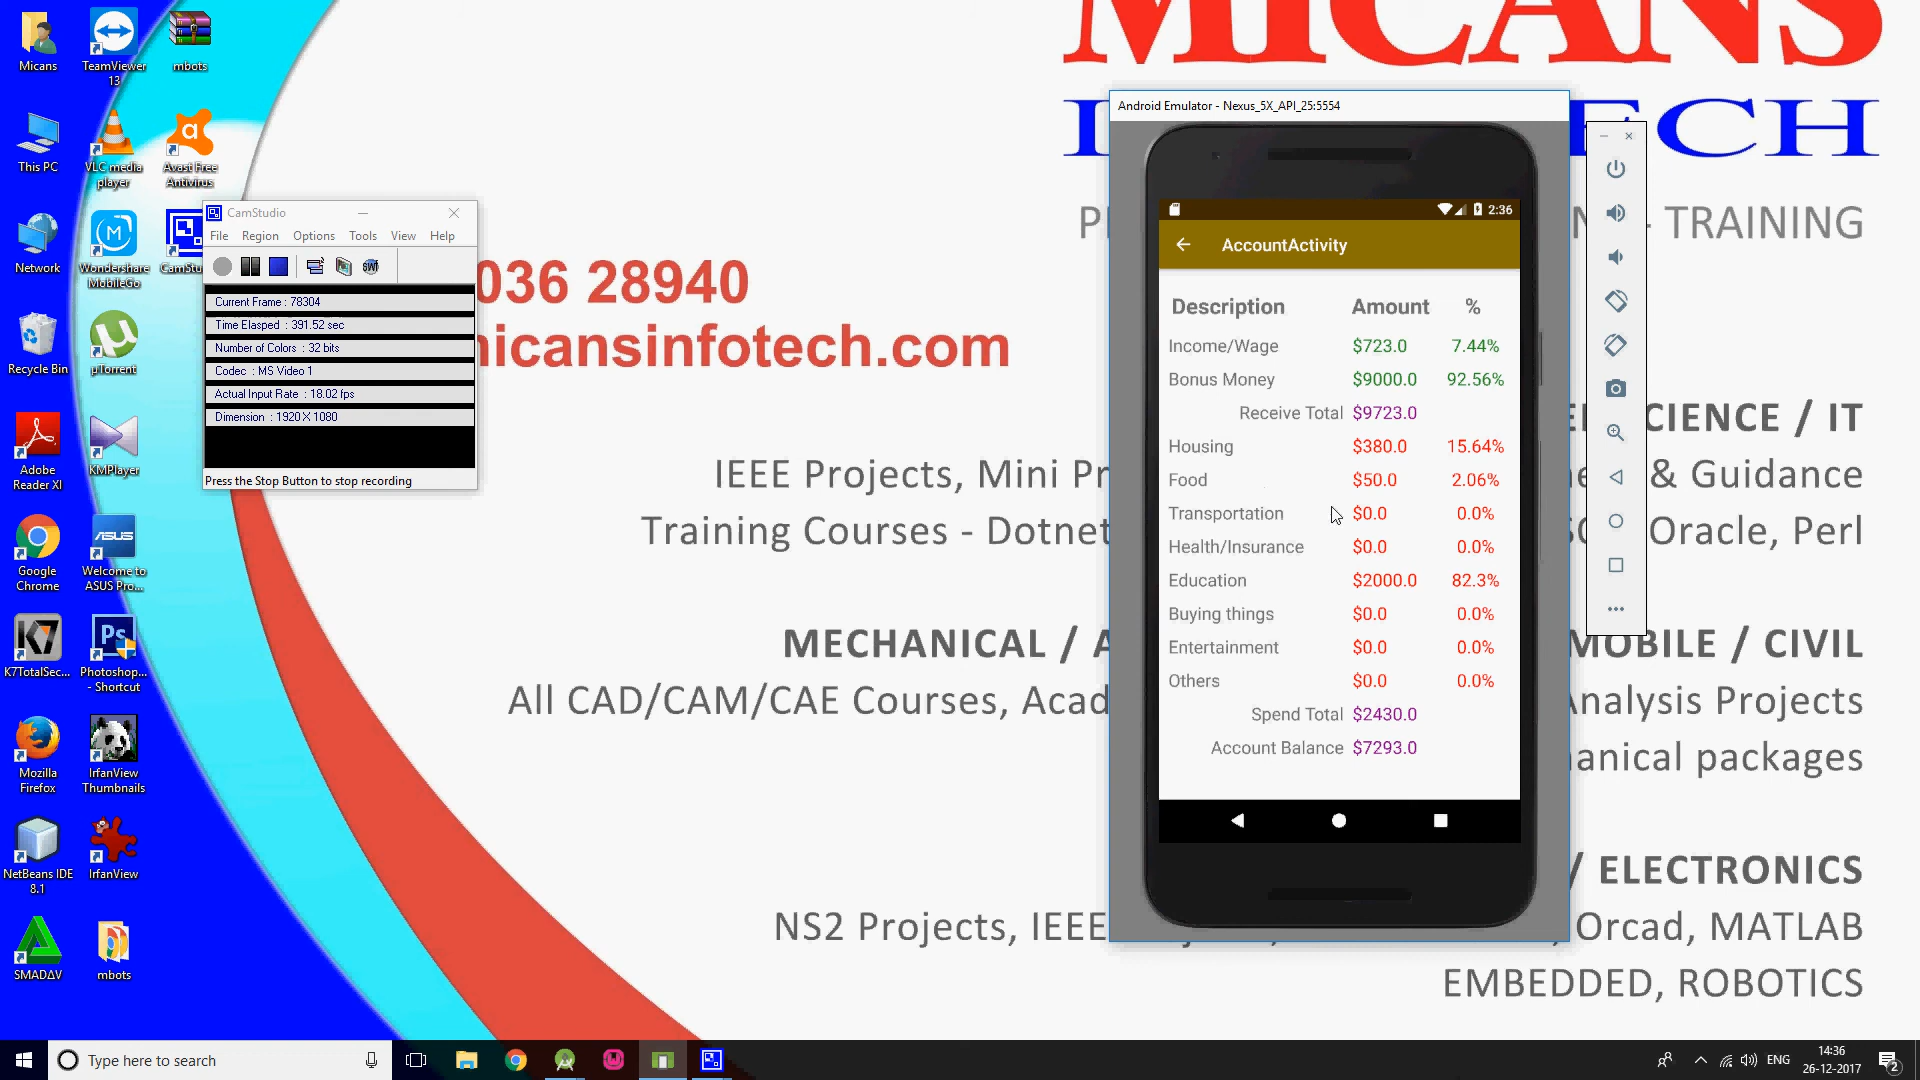 Micans
TeamViewer 13
mbots
This PC
VLC media player
Avast Free Antivirus
Network
Wondershare MobileGo
CamStu
Recycle Bin
µTorrent
Adobe Reader XI
KMPlayer
Google Chrome
Welcome to ASUS Pro...
K7TotalSec...
Photoshop... - Shortcut
Mozilla Firefox
IrfanView Thumbnails
NetBeans IDE 8.1
IrfanView
SMADΔV
mbots
MICANS
I
TECH
- TRAINING
036 28940
nicansinfotech.com
CIENCE / IT
IEEE Projects, Mini Pr
& Guidance
Training Courses - Dotnet
Oracle, Perl
MECHANICAL / A
MOBILE / CIVIL
All CAD/CAM/CAE Courses, Acad
Analysis Projects
anical packages
/ ELECTRONICS
NS2 Projects, IEEE
, Orcad, MATLAB
EMBEDDED, ROBOTICS
CamStudio
File Region Options Tools View Help
Current Frame : 78304
Time Elasped : 391.52 sec
Number of Colors : 32 bits
Codec : MS Video 1
Actual Input Rate : 18.02 fps
Dimension : 1920 X 1080
Press the Stop Button to stop recording
Android Emulator - Nexus_5X_API_25:5554
2:36
AccountActivity
Description Amount %
Income/Wage $723.0 7.44%
Bonus Money $9000.0 92.56%
Receive Total $9723.0
Housing $380.0 15.64%
Food $50.0 2.06%
Transportation $0.0 0.0%
Health/Insurance $0.0 0.0%
Education $2000.0 82.3%
Buying things $0.0 0.0%
Entertainment $0.0 0.0%
Others $0.0 0.0%
Spend Total $2430.0
Account Balance $7293.0
Type here to search
ENG
14:36
26-12-2017
2